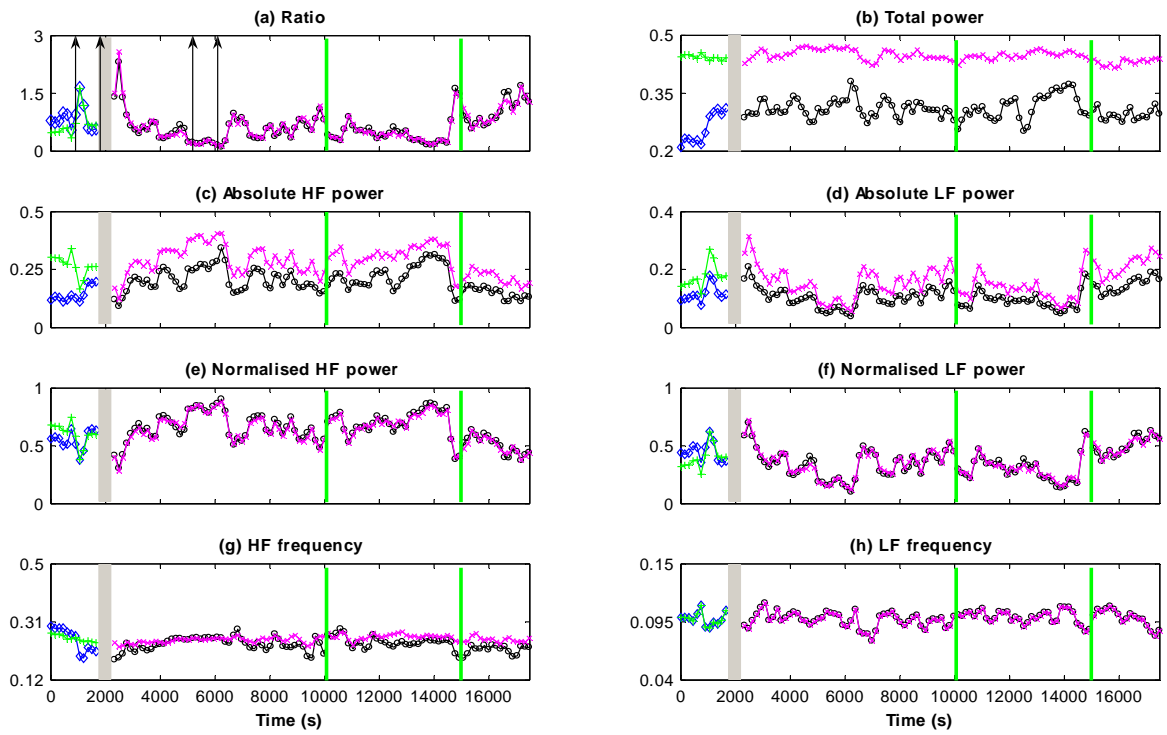 (a) Ratio
3
1.5
0
(b) Total power
0.5
0.35
0.2
(c) Absolute HF power
0.5
0.25
0
(d) Absolute LF power
0.4
0.2
0
(e) Normalised HF power
1
0.5
0
(f) Normalised LF power
1
0.5
0
(g) HF frequency
0.5
0.31
0.12
0 2000 4000 6000 8000 10000 12000 14000 16000
Time (s)
(h) LF frequency
0.15
0.095
0.04
0 2000 4000 6000 8000 10000 12000 14000 16000
Time (s)